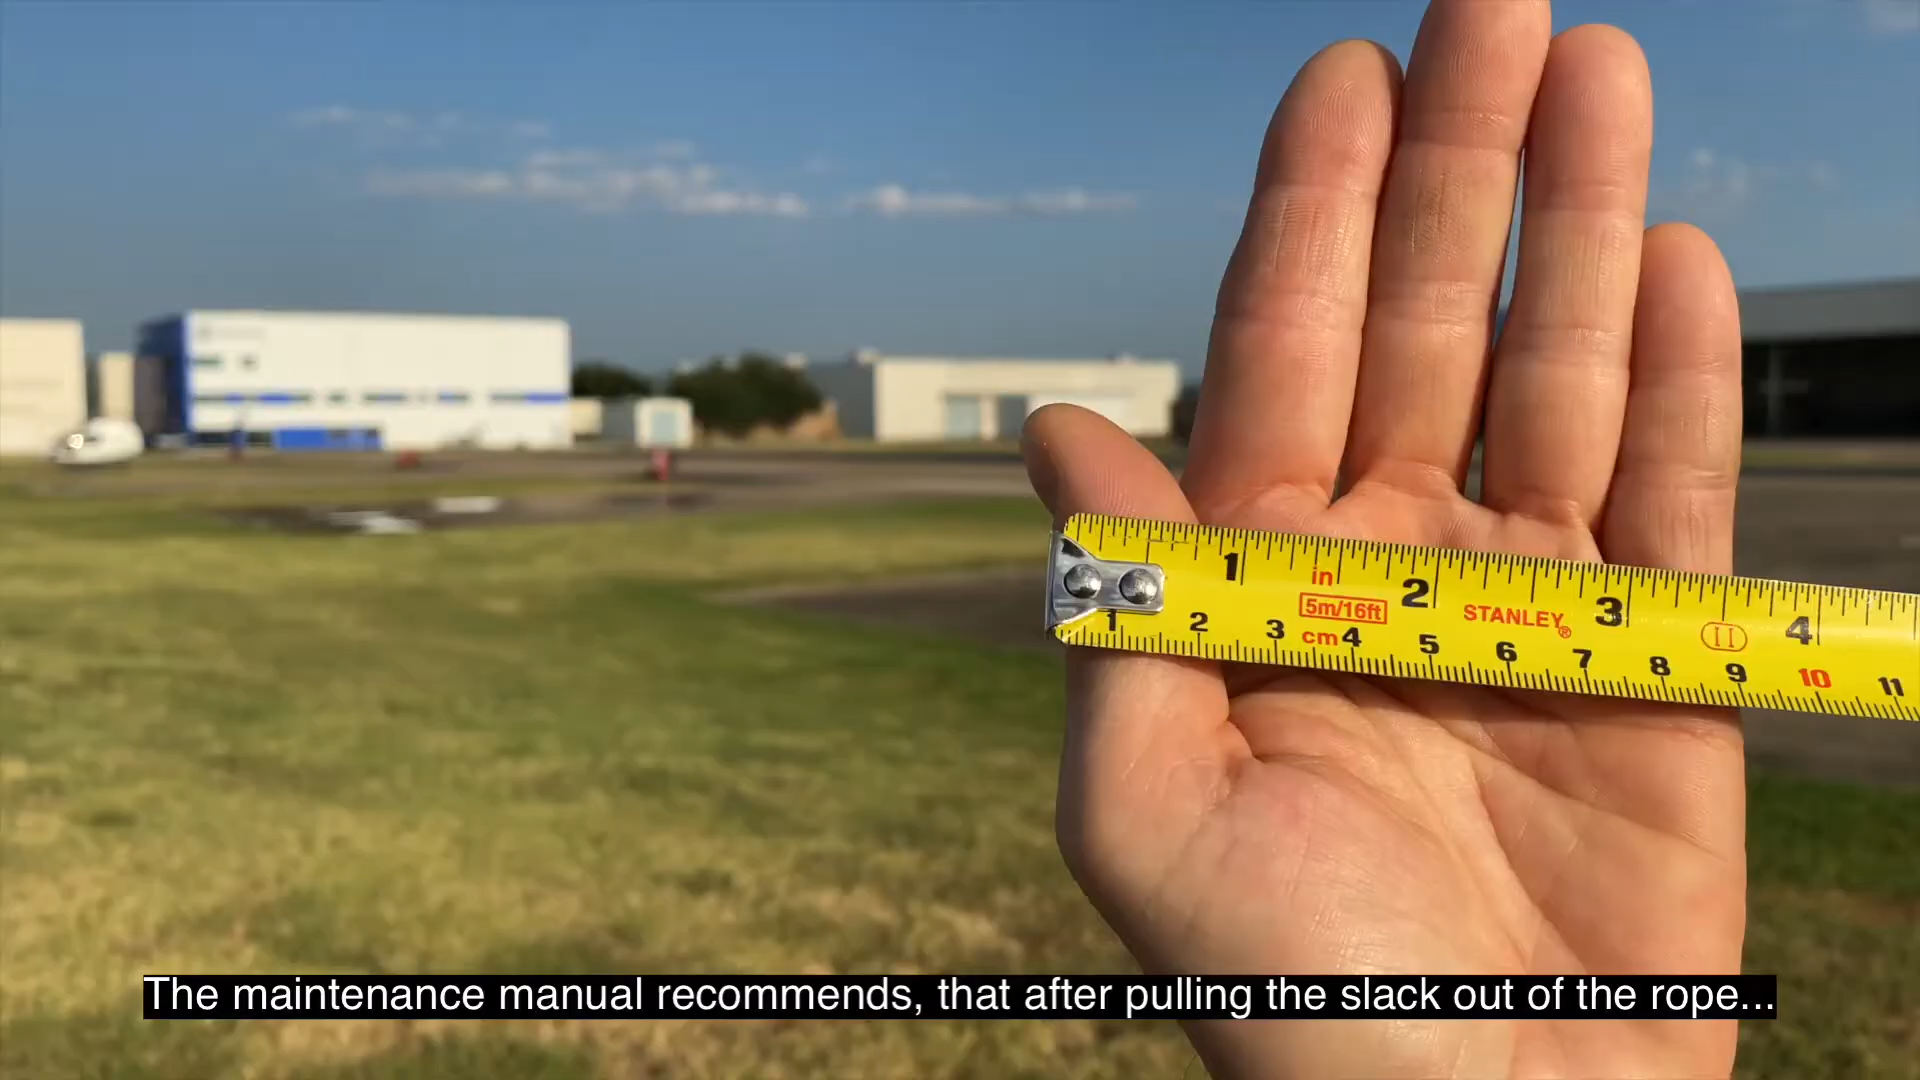 1 in 2 3 4
5m/16ft STANLEY® II
1 2 3 cm 4 5 6 7 8 9 10 11
The maintenance manual recommends, that after pulling the slack out of the rope...